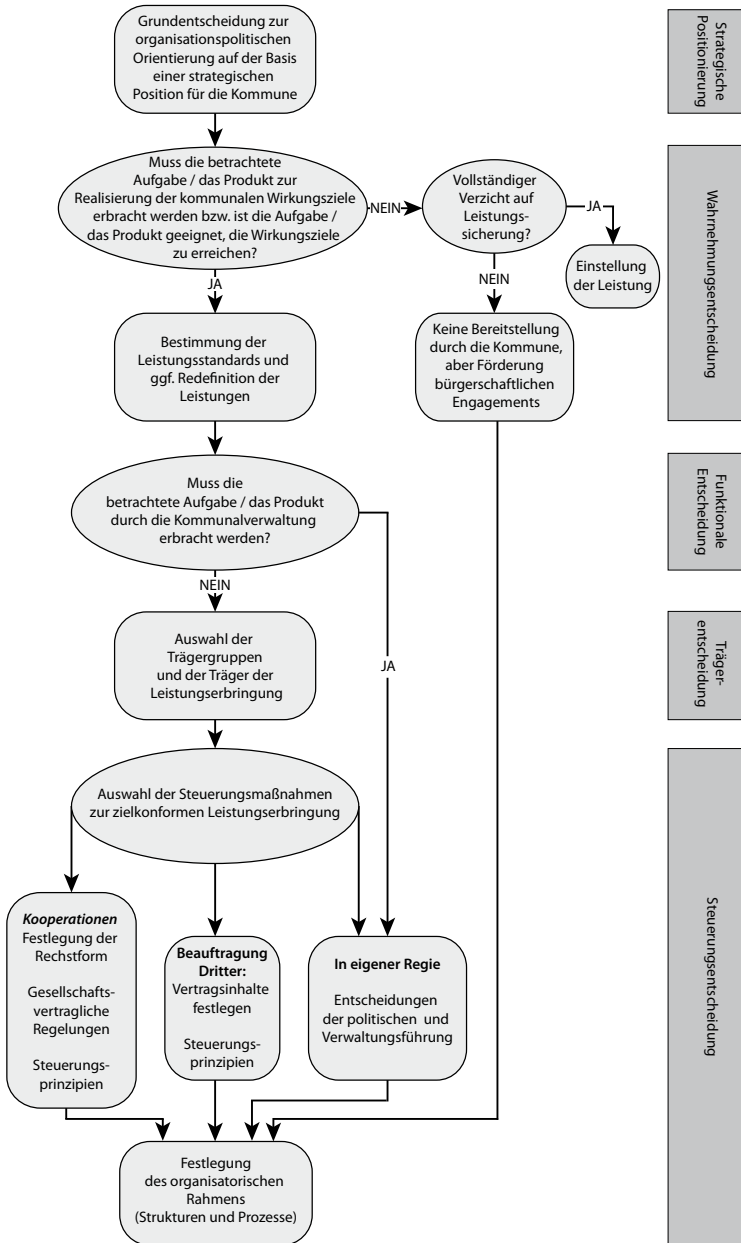 Grundentscheidung zur
organisationspolitischen
Orientierung auf der Basis
einer strategischen
Position für die Kommune
Muss die betrachtete
Aufgabe / das Produkt zur
Realisierung der kommunalen Wirkungsziele
erbracht werden bzw. ist die Aufgabe /
das Produkt geeignet, die Wirkungsziele
zu erreichen?
NEIN
Vollständiger
Verzicht auf
Leistungs-
sicherung?
JA
Einstellung
der Leistung
JA
NEIN
Bestimmung der
Leistungsstandards und
ggf. Redefinition der
Leistungen
Keine Bereitstellung
durch die Kommune,
aber Förderung
bürgerschaftlichen
Engagements
Muss die
betrachtete Aufgabe / das Produkt
durch die Kommunalverwaltung
erbracht werden?
NEIN
JA
Auswahl der
Trägergruppen
und der Träger der
Leistungserbringung
Auswahl der Steuerungsmaßnahmen
zur zielkonformen Leistungserbringung
Kooperationen
Festlegung der
Rechstform
Gesellschafts-
vertragliche
Regelungen
Steuerungs-
prinzipien
Beauftragung
Dritter:
Vertragsinhalte
festlegen
Steuerungs-
prinzipien
In eigener Regie
Entscheidungen
der politischen und
Verwaltungsführung
Festlegung
des organisatorischen
Rahmens
(Strukturen und Prozesse)
Strategische
Positionierung
Wahrnehmungsentscheidung
Funktionale
Entscheidung
Träger-
entscheidung
Steuerungsentscheidung